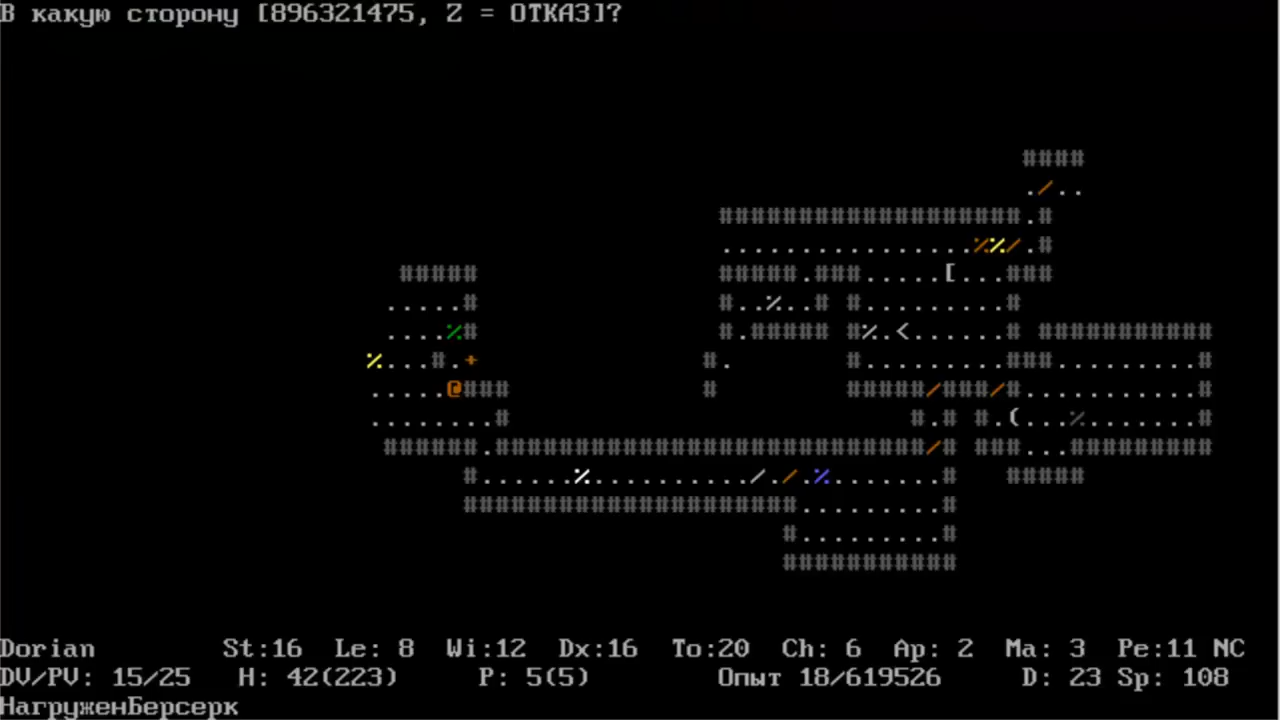 В какую сторону [896321475, Z = ОТКАЗ]?
####
./..
###################.#
................%%/.#
##### #####.###.....[...###
.....# #..%..# #.........#
....%# #.##### #%.<......# ###########
%...#.+ #. #.........###.........#
.....@### # #####/###/#...........#
........# #.# #.(...%.......#
######.###########################/# ###...#########
#......%........../././.%.......# #####
#####################.........#
#.........#
###########
Dorian St:16 Le: 8 Wi:12 Dx:16 To:20 Ch: 6 Ap: 2 Ma: 3 Pe:11 NC
DV/PV: 15/25 H: 42(223) P: 5(5) Опыт 18/619526 D: 23 Sp: 108
НагруженБерсерк